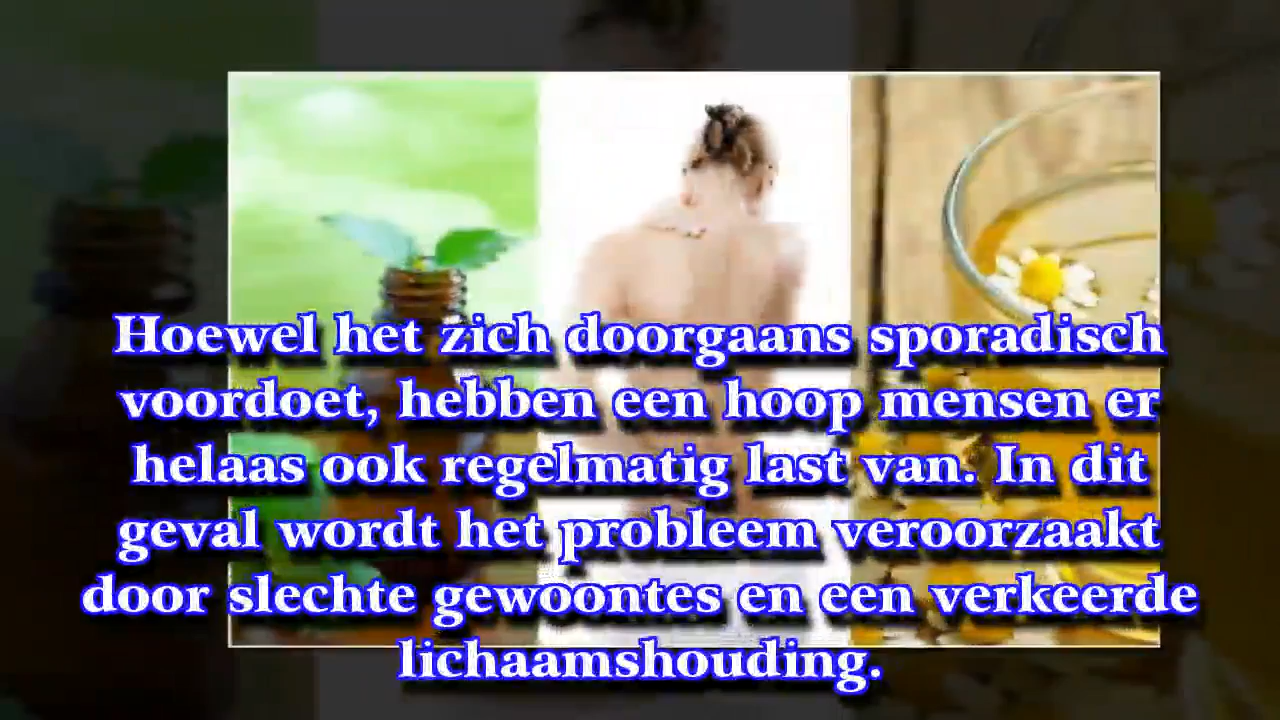 Hoewel het zich doorgaans sporadisch
voordoet, hebben een hoop mensen er
helaas ook regelmatig last van. In dit
geval wordt het probleem veroorzaakt
door slechte gewoontes en een verkeerde
lichaamshouding.